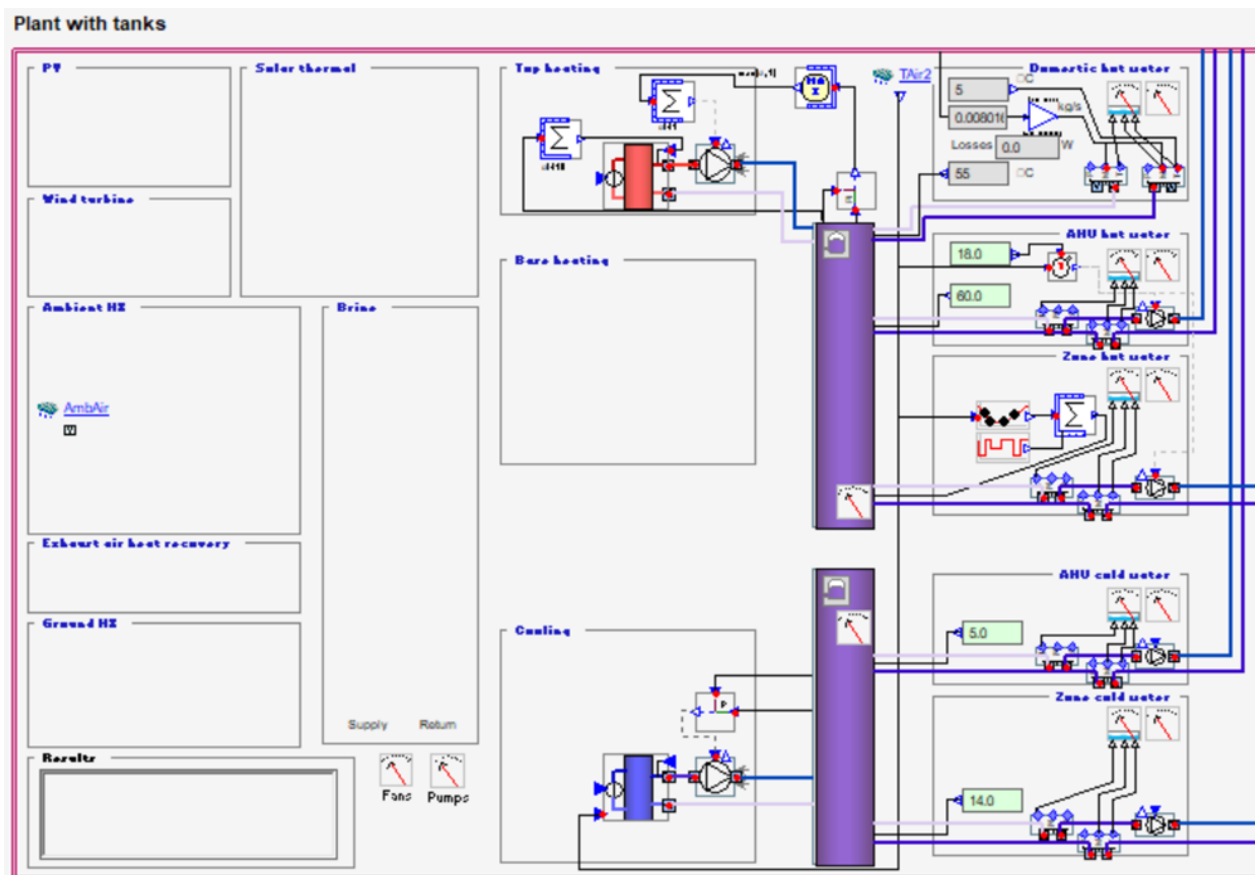 Plant with tanks
PV
Solar thermal
Top heating
TAir2
Domestic hot water
5
°C
0.008016
kg/s
Losses
0.0
W
55
°C
Wind turbine
AHU hot water
18.0
60.0
Base heating
Ambient HX
Brine
AmbAir
Zone hot water
Exhaust air heat recovery
AHU cold water
5.0
Ground HX
Cooling
P
Zone cold water
14.0
Supply
Return
Results
Fans
Pumps